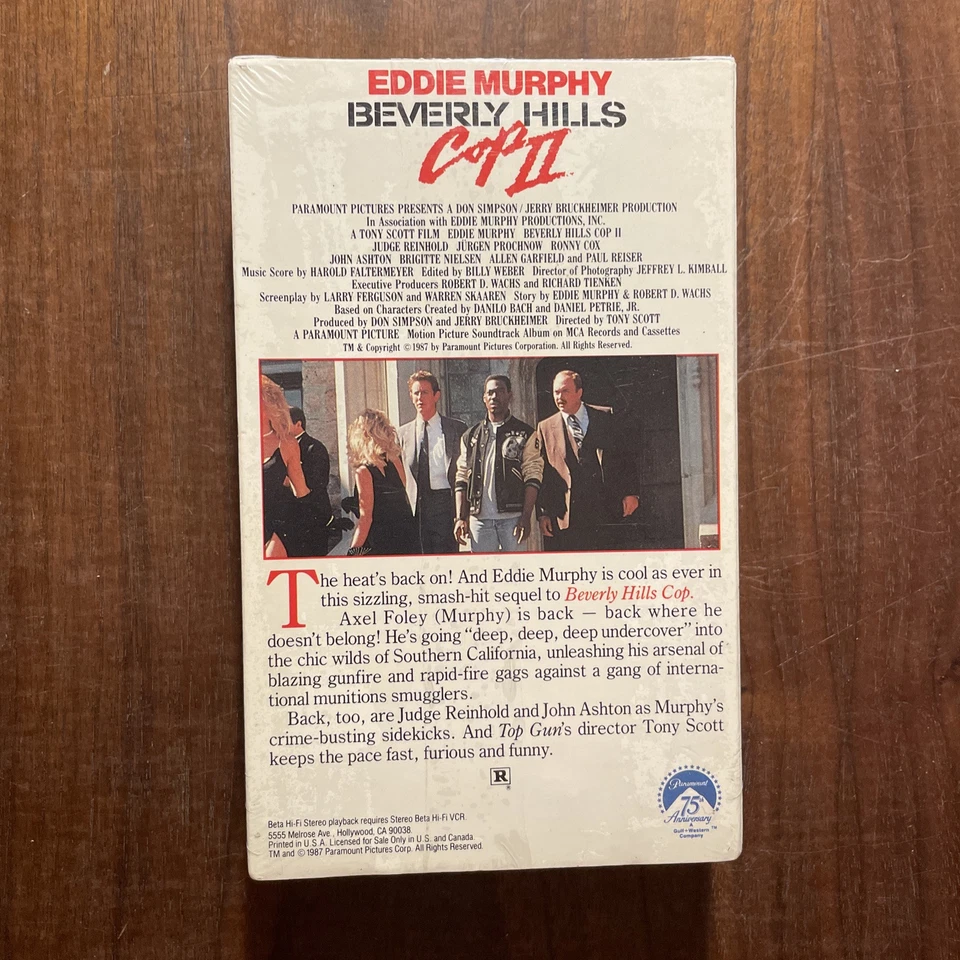 EDDIE MURPHY
BEVERLY HILLS
Cop II
PARAMOUNT PICTURES PRESENTS A DON SIMPSON/JERRY BRUCKHEIMER PRODUCTION
In Association with EDDIE MURPHY PRODUCTIONS, INC.
A TONY SCOTT FILM EDDIE MURPHY BEVERLY HILLS COP II
JUDGE REINHOLD JÜRGEN PROCHNOW RONNY COX
JOHN ASHTON BRIGITTE NIELSEN ALLEN GARFIELD and PAUL REISER
Music Score by HAROLD FALTERMEYER Edited by BILLY WEBER Director of Photography JEFFREY L. KIMBALL
Executive Producers ROBERT D. WACHS and RICHARD TIENKEN
Screenplay by LARRY FERGUSON and WARREN SKAAREN Story by EDDIE MURPHY & ROBERT D. WACHS
Based on Characters Created by DANILO BACH and DANIEL PETRIE, JR.
Produced by DON SIMPSON and JERRY BRUCKHEIMER Directed by TONY SCOTT
A PARAMOUNT PICTURE Motion Picture Soundtrack Album on MCA Records and Cassettes
TM & Copyright ©1987 by Paramount Pictures Corporation. All Rights Reserved.
The heat's back on! And Eddie Murphy is cool as ever in
this sizzling, smash-hit sequel to Beverly Hills Cop.
Axel Foley (Murphy) is back — back where he
doesn't belong! He's going "deep, deep, deep undercover" into
the chic wilds of Southern California, unleashing his arsenal of
blazing gunfire and rapid-fire gags against a gang of interna-
tional munitions smugglers.
Back, too, are Judge Reinhold and John Ashton as Murphy's
crime-busting sidekicks. And Top Gun's director Tony Scott
keeps the pace fast, furious and funny.
R
®
Paramount
75th
Anniversary
A
Gulf+Western
Company
TM
Beta Hi-Fi Stereo playback requires Stereo Beta Hi-Fi VCR.
5555 Melrose Ave., Hollywood, CA 90038.
Printed in U.S.A. Licensed for Sale Only in U.S. and Canada.
TM and ©1987 Paramount Pictures Corp. All Rights Reserved.